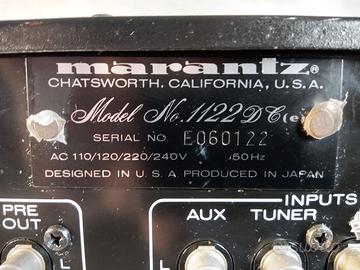 marantz®
CHATSWORTH, CALIFORNIA, U.S.A.
Model No. 1122DC(e)
SERIAL NO. E060122
AC 110/120/220/240V 50Hz
DESIGNED IN U.S.A PRODUCED IN JAPAN
PRE OUT
INPUTS
AUX TUNER
L
L